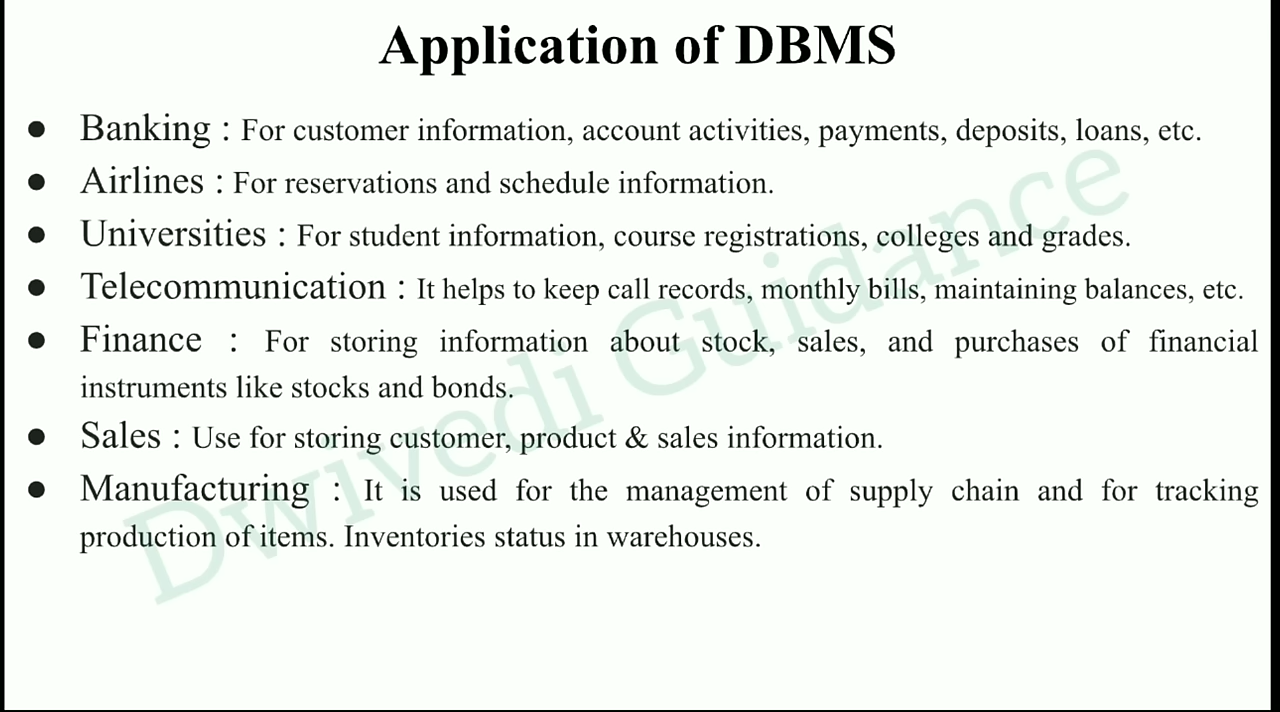 Application of DBMS
● Banking : For customer information, account activities, payments, deposits, loans, etc.
● Airlines : For reservations and schedule information.
● Universities : For student information, course registrations, colleges and grades.
● Telecommunication : It helps to keep call records, monthly bills, maintaining balances, etc.
● Finance : For storing information about stock, sales, and purchases of financial
instruments like stocks and bonds.
● Sales : Use for storing customer, product & sales information.
● Manufacturing : It is used for the management of supply chain and for tracking
production of items. Inventories status in warehouses.
Dwivedi Guidance